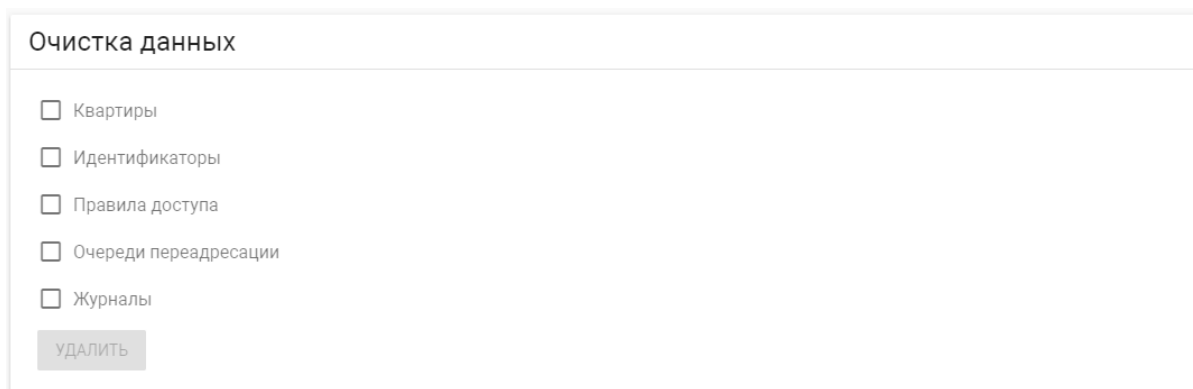 Очистка данных
Квартиры
Идентификаторы
Правила доступа
Очереди переадресации
Журналы
УДАЛИТЬ